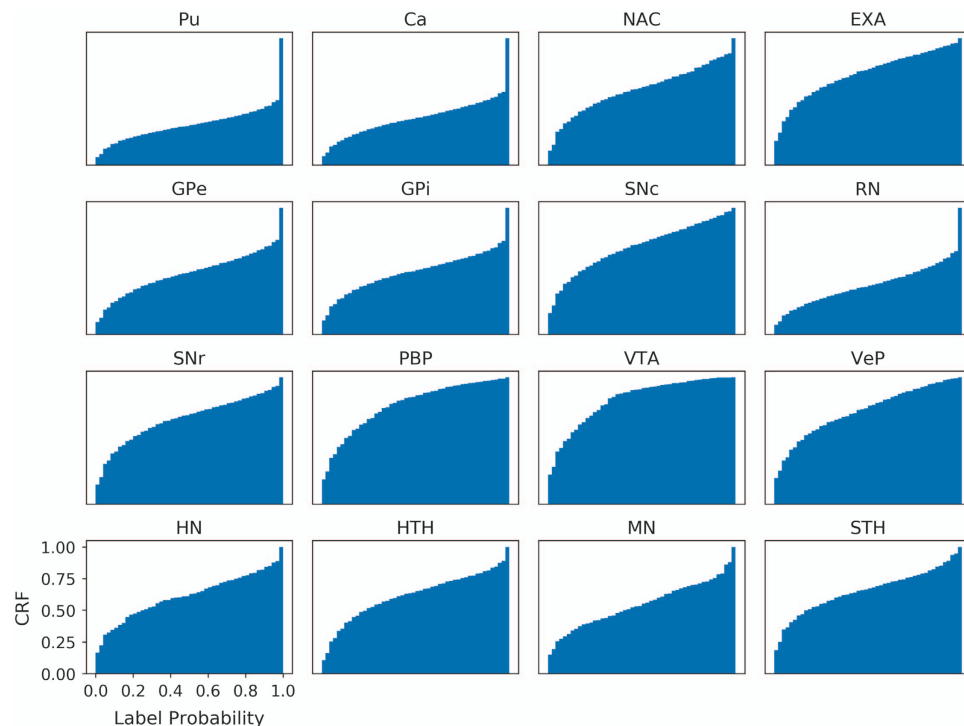 Pu Ca NAC EXA
GPe GPi SNc RN
SNr PBP VTA VeP
HN HTH MN STH
1.00
0.75
0.50
0.25
0.00
CRF
0.0 0.2 0.4 0.6 0.8 1.0
Label Probability